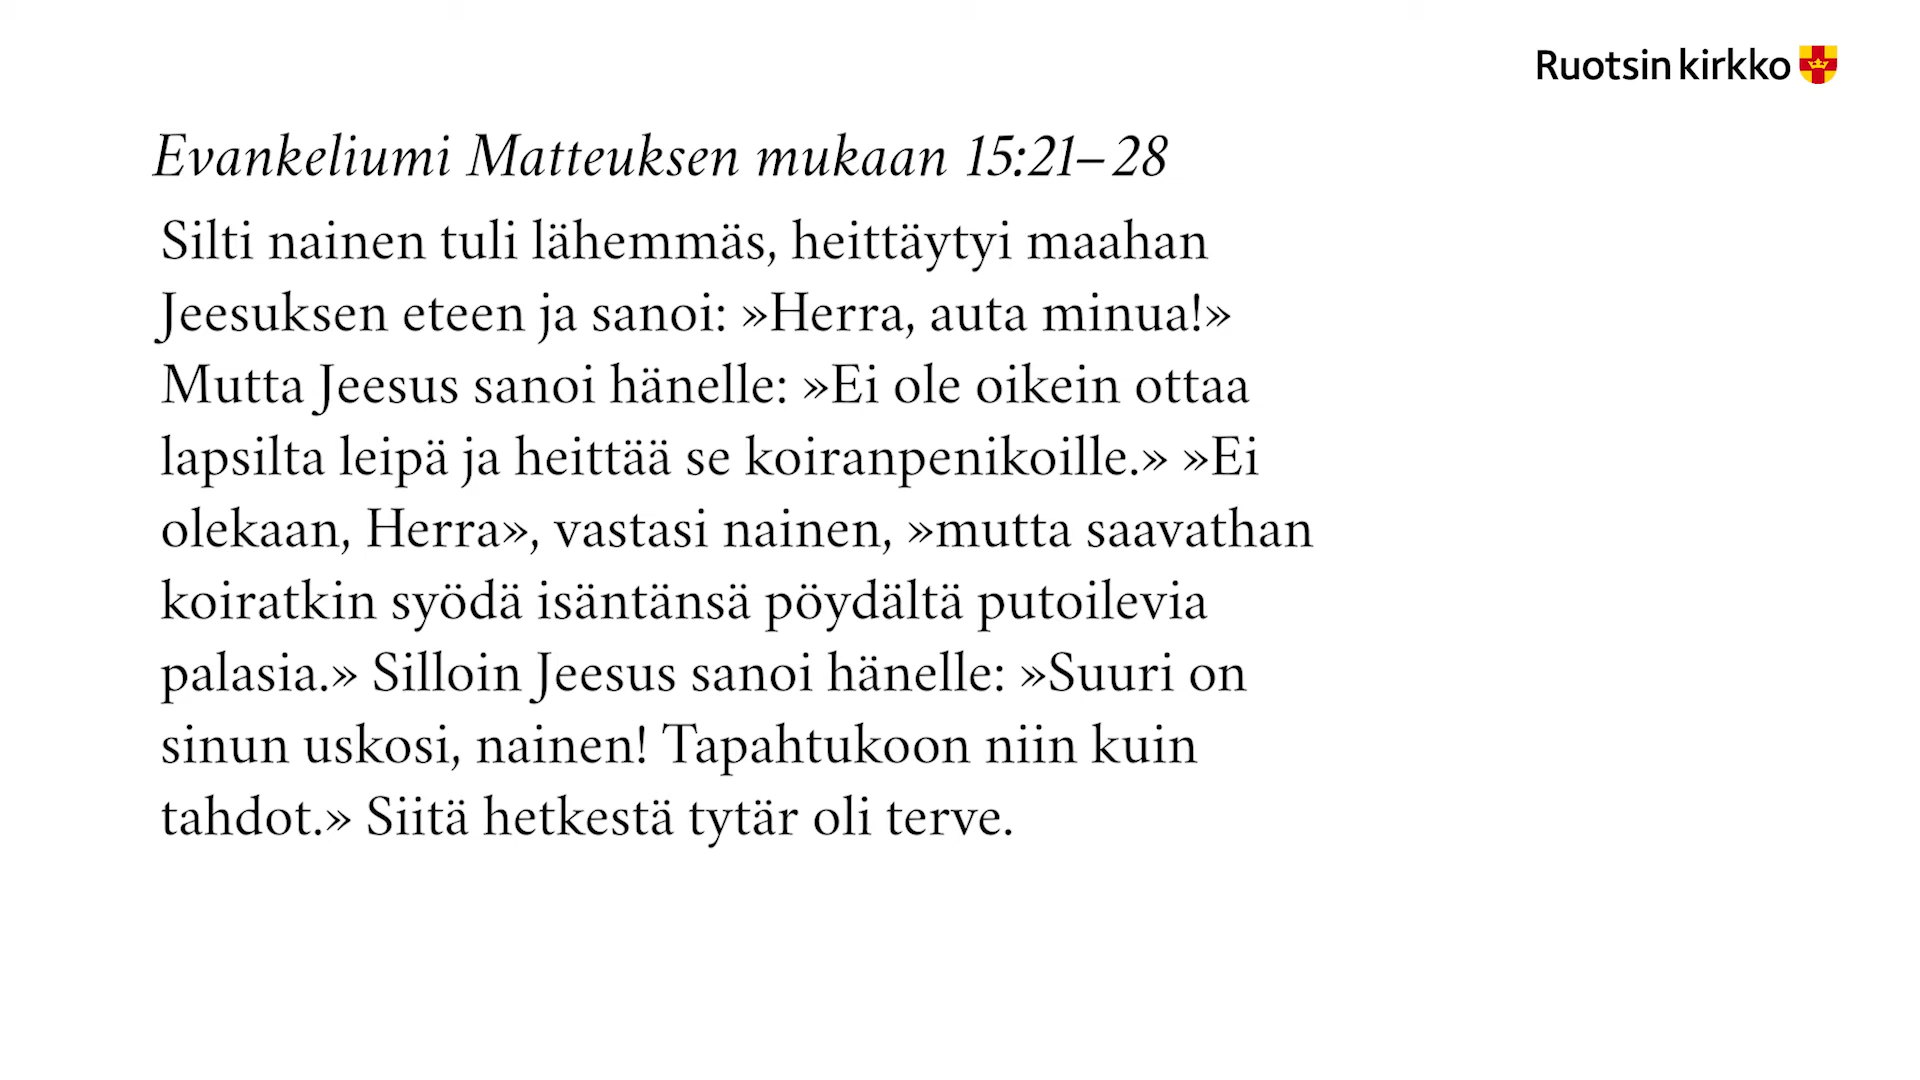 Ruotsin kirkko
Evankeliumi Matteuksen mukaan 15:21–28
Silti nainen tuli lähemmäs, heittäytyi maahan
Jeesuksen eteen ja sanoi: »Herra, auta minua!»
Mutta Jeesus sanoi hänelle: »Ei ole oikein ottaa
lapsilta leipä ja heittää se koiranpenikoille.» »Ei
olekaan, Herra», vastasi nainen, »mutta saavathan
koiratkin syödä isäntänsä pöydältä putoilevia
palasia.» Silloin Jeesus sanoi hänelle: »Suuri on
sinun uskosi, nainen! Tapahtukoon niin kuin
tahdot.» Siitä hetkestä tytär oli terve.